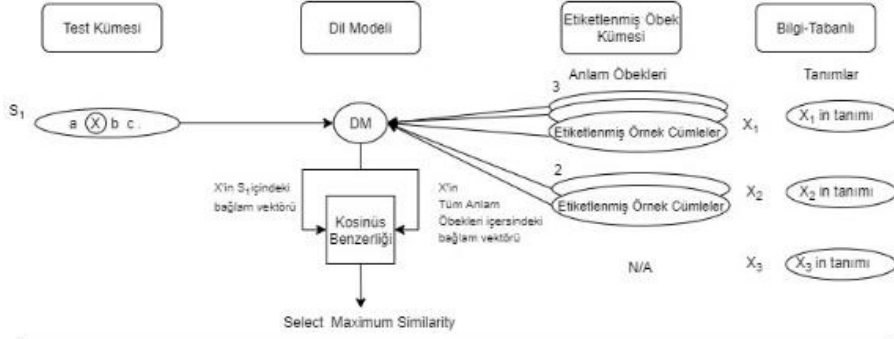 Test Kümesi
Dil Modeli
Etiketlenmiş Öbek
Kümesi
Bilgi-Tabanlı
Anlam Öbekleri
Tanımlar
S1
a X b c .
DM
3
Etiketlenmiş Örnek Cümleler
X1
X1 in tanımı
2
Etiketlenmiş Örnek Cümleler
X2
X2 in tanımı
N/A
X3
X3 in tanımı
X'in S1 içindeki
bağlam vektörü
X'in
Tüm Anlam
Öbekleri içersindeki
bağlam vektörü
Kosinüs
Benzerliği
Select Maximum Similarity